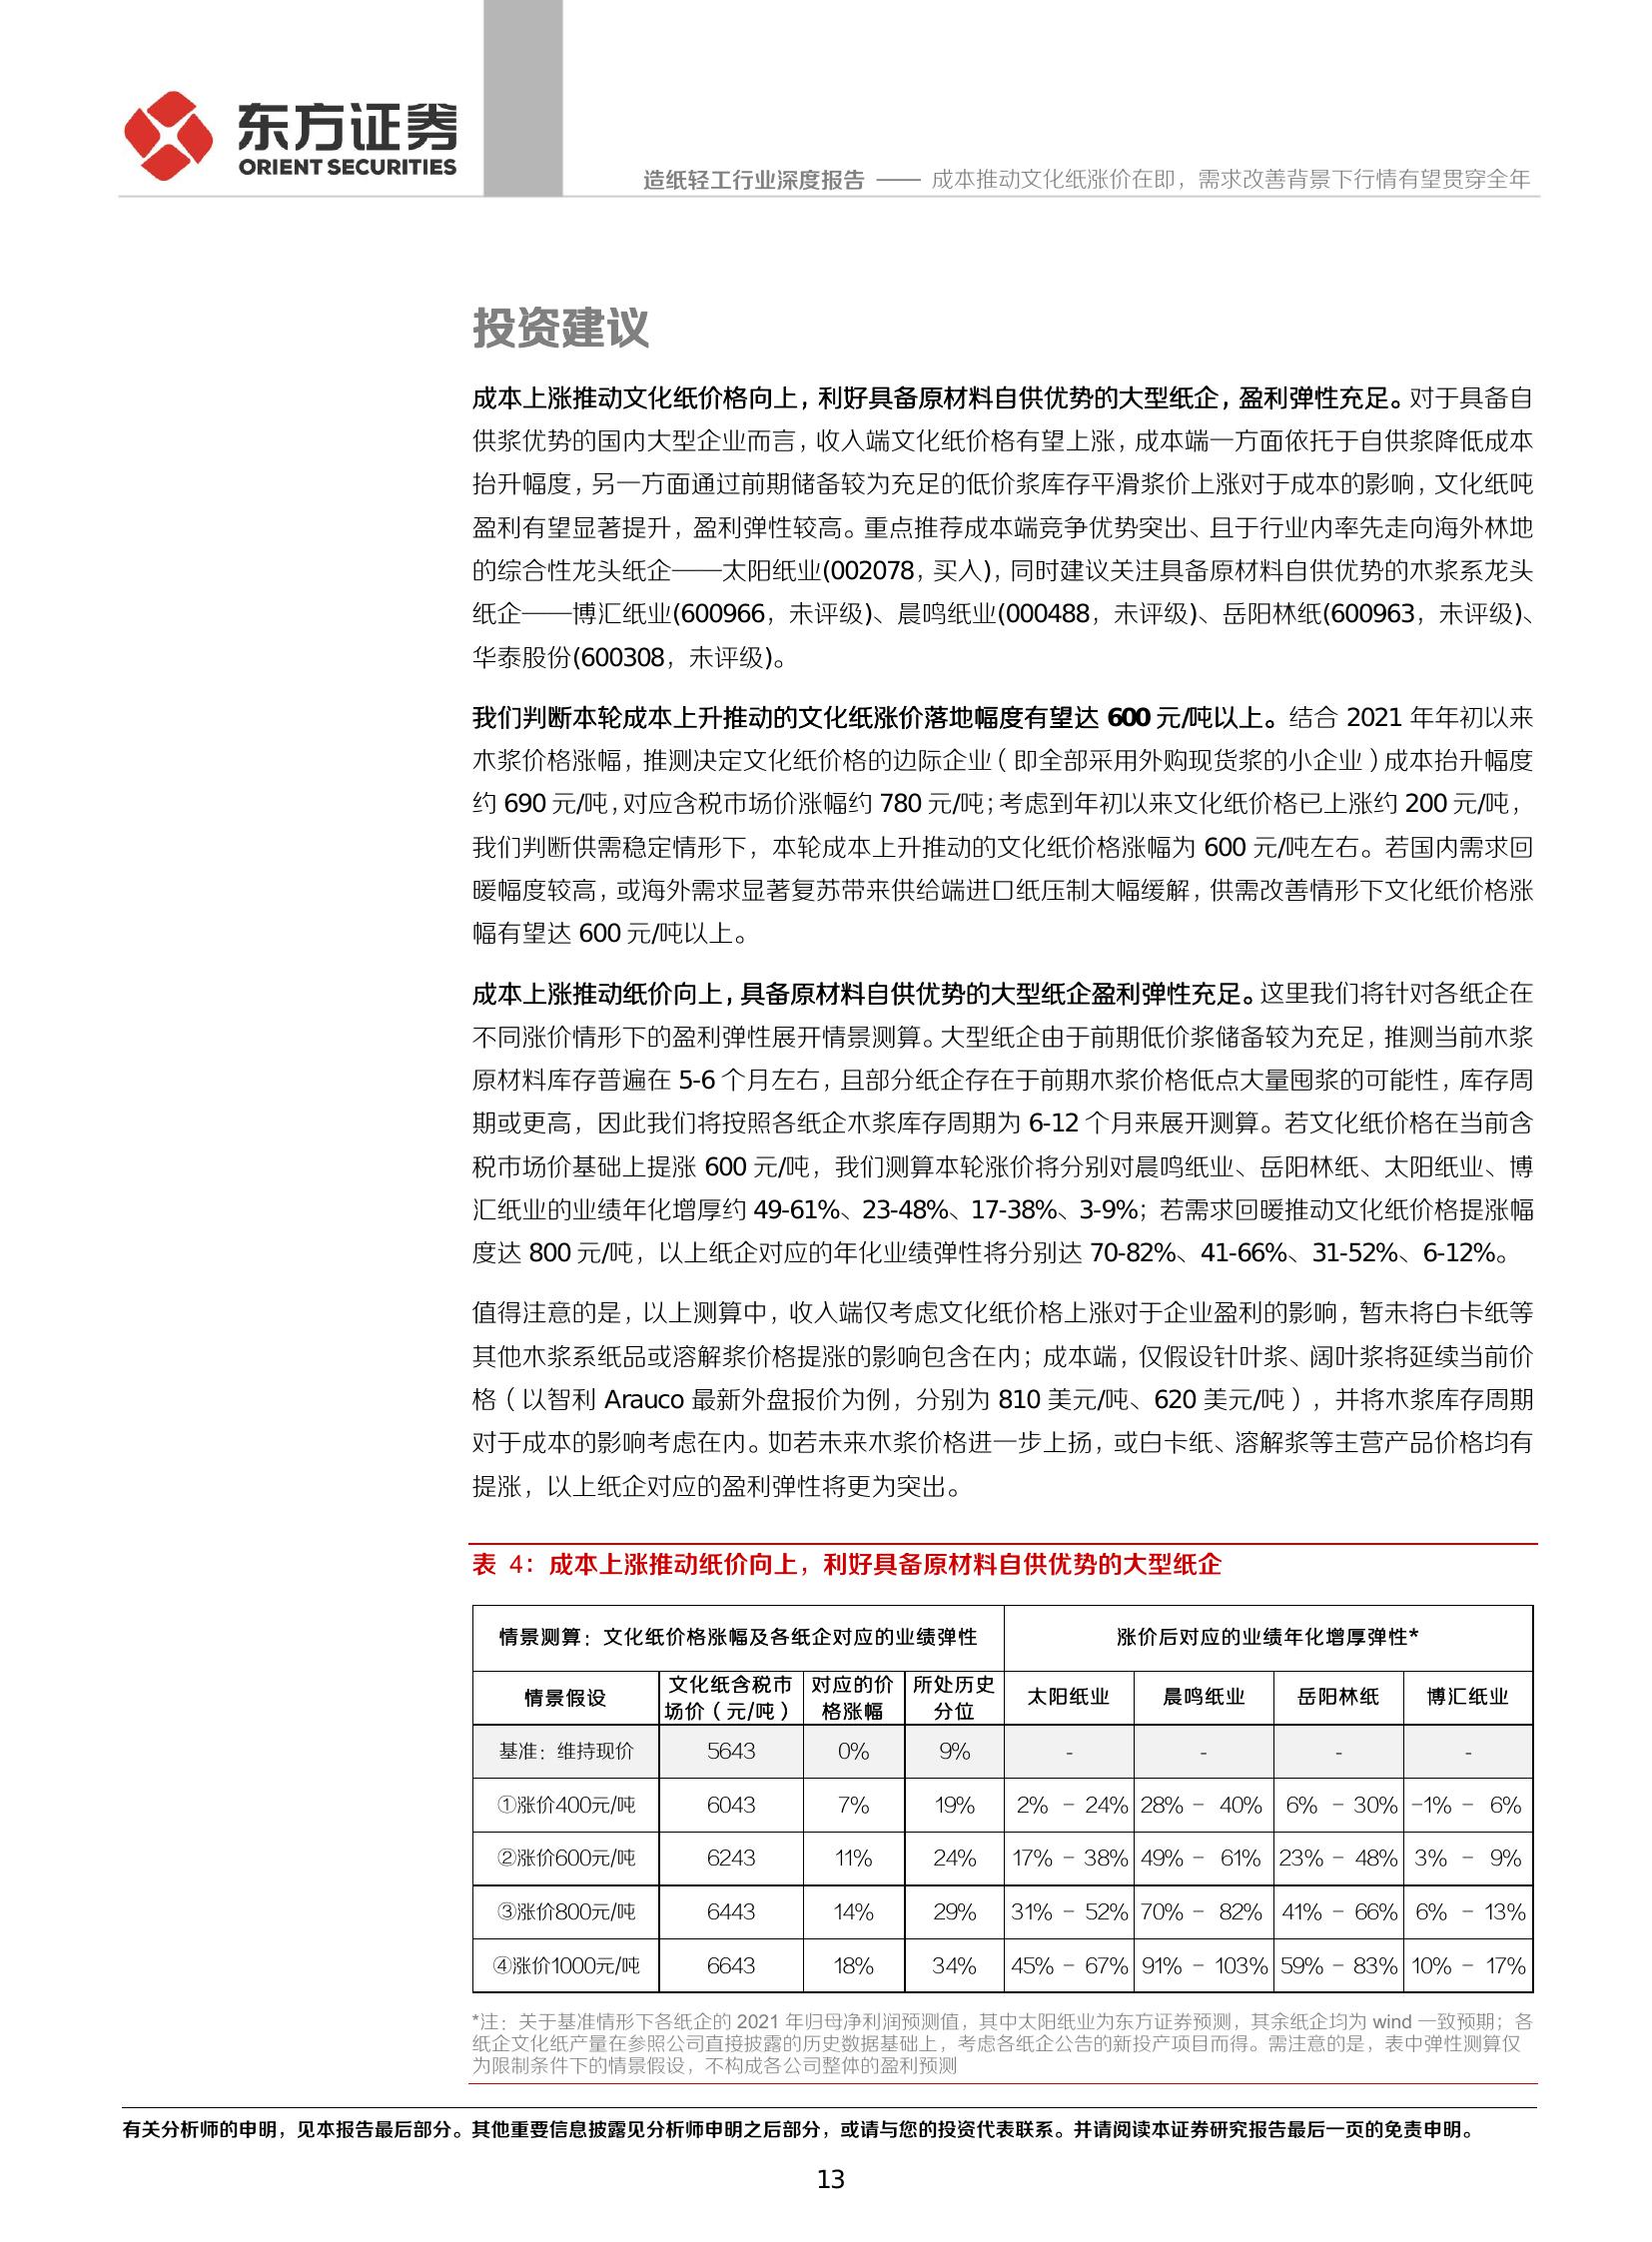 东方证券
ORIENT SECURITIES
造纸轻工行业深度报告 —— 成本推动文化纸涨价在即，需求改善背景下行情有望贯穿全年
投资建议
成本上涨推动文化纸价格向上，利好具备原材料自供优势的大型纸企，盈利弹性充足。对于具备自
供浆优势的国内大型企业而言，收入端文化纸价格有望上涨，成本端一方面依托于自供浆降低成本
抬升幅度，另一方面通过前期储备较为充足的低价浆库存平滑浆价上涨对于成本的影响，文化纸吨
盈利有望显著提升，盈利弹性较高。重点推荐成本端竞争优势突出、且于行业内率先走向海外林地
的综合性龙头纸企——太阳纸业(002078，买入)，同时建议关注具备原材料自供优势的木浆系龙头
纸企——博汇纸业(600966，未评级)、晨鸣纸业(000488，未评级)、岳阳林纸(600963，未评级)、
华泰股份(600308，未评级)。
我们判断本轮成本上升推动的文化纸涨价落地幅度有望达 600 元/吨以上。结合 2021 年年初以来
木浆价格涨幅，推测决定文化纸价格的边际企业（即全部采用外购现货浆的小企业）成本抬升幅度
约 690 元/吨，对应含税市场价涨幅约 780 元/吨；考虑到年初以来文化纸价格已上涨约 200 元/吨，
我们判断供需稳定情形下，本轮成本上升推动的文化纸价格涨幅为 600 元/吨左右。若国内需求回
暖幅度较高，或海外需求显著复苏带来供给端进口纸压制大幅缓解，供需改善情形下文化纸价格涨
幅有望达 600 元/吨以上。
成本上涨推动纸价向上，具备原材料自供优势的大型纸企盈利弹性充足。这里我们将针对各纸企在
不同涨价情形下的盈利弹性展开情景测算。大型纸企由于前期低价浆储备较为充足，推测当前木浆
原材料库存普遍在 5-6 个月左右，且部分纸企存在于前期木浆价格低点大量囤浆的可能性，库存周
期或更高，因此我们将按照各纸企木浆库存周期为 6-12 个月来展开测算。若文化纸价格在当前含
税市场价基础上提涨 600 元/吨，我们测算本轮涨价将分别对晨鸣纸业、岳阳林纸、太阳纸业、博
汇纸业的业绩年化增厚约 49-61%、23-48%、17-38%、3-9%；若需求回暖推动文化纸价格提涨幅
度达 800 元/吨，以上纸企对应的年化业绩弹性将分别达 70-82%、41-66%、31-52%、6-12%。
值得注意的是，以上测算中，收入端仅考虑文化纸价格上涨对于企业盈利的影响，暂未将白卡纸等
其他木浆系纸品或溶解浆价格提涨的影响包含在内；成本端，仅假设针叶浆、阔叶浆将延续当前价
格（以智利 Arauco 最新外盘报价为例，分别为 810 美元/吨、620 美元/吨），并将木浆库存周期
对于成本的影响考虑在内。如若未来木浆价格进一步上扬，或白卡纸、溶解浆等主营产品价格均有
提涨，以上纸企对应的盈利弹性将更为突出。
表 4：成本上涨推动纸价向上，利好具备原材料自供优势的大型纸企
情景测算：文化纸价格涨幅及各纸企对应的业绩弹性 涨价后对应的业绩年化增厚弹性*
情景假设 文化纸含税市场价（元/吨） 对应的价格涨幅 所处历史分位 太阳纸业 晨鸣纸业 岳阳林纸 博汇纸业
基准：维持现价 5643 0% 9% - - - -
①涨价400元/吨 6043 7% 19% 2% - 24% 28% - 40% 6% - 30% -1% - 6%
②涨价600元/吨 6243 11% 24% 17% - 38% 49% - 61% 23% - 48% 3% - 9%
③涨价800元/吨 6443 14% 29% 31% - 52% 70% - 82% 41% - 66% 6% - 13%
④涨价1000元/吨 6643 18% 34% 45% - 67% 91% - 103% 59% - 83% 10% - 17%
*注：关于基准情形下各纸企的 2021 年归母净利润预测值，其中太阳纸业为东方证券预测，其余纸企均为 wind 一致预期；各
纸企文化纸产量在参照公司直接披露的历史数据基础上，考虑各纸企公告的新投产项目而得。需注意的是，表中弹性测算仅
为限制条件下的情景假设，不构成各公司整体的盈利预测
有关分析师的申明，见本报告最后部分。其他重要信息披露见分析师申明之后部分，或请与您的投资代表联系。并请阅读本证券研究报告最后一页的免责申明。
13